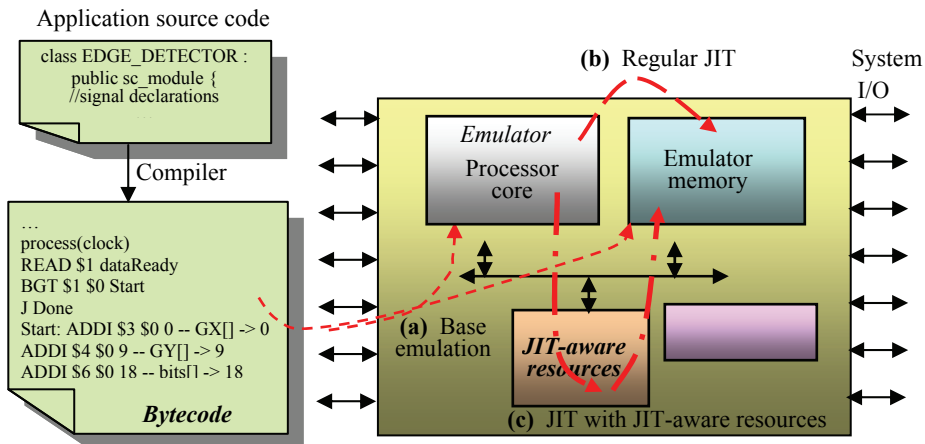 Application source code
class EDGE_DETECTOR :
public sc_module {
//signal declarations
…
Compiler
…
process(clock)
READ $1 dataReady
BGT $1 $0 Start
J Done
Start: ADDI $3 $0 0 -- GX[] -> 0
ADDI $4 $0 9 -- GY[] -> 9
ADDI $6 $0 18 -- bits[] -> 18
Bytecode
(a) Base
emulation
(b) Regular JIT
System
I/O
Emulator
Processor
core
Emulator
memory
JIT-aware
resources
(c) JIT with JIT-aware resources